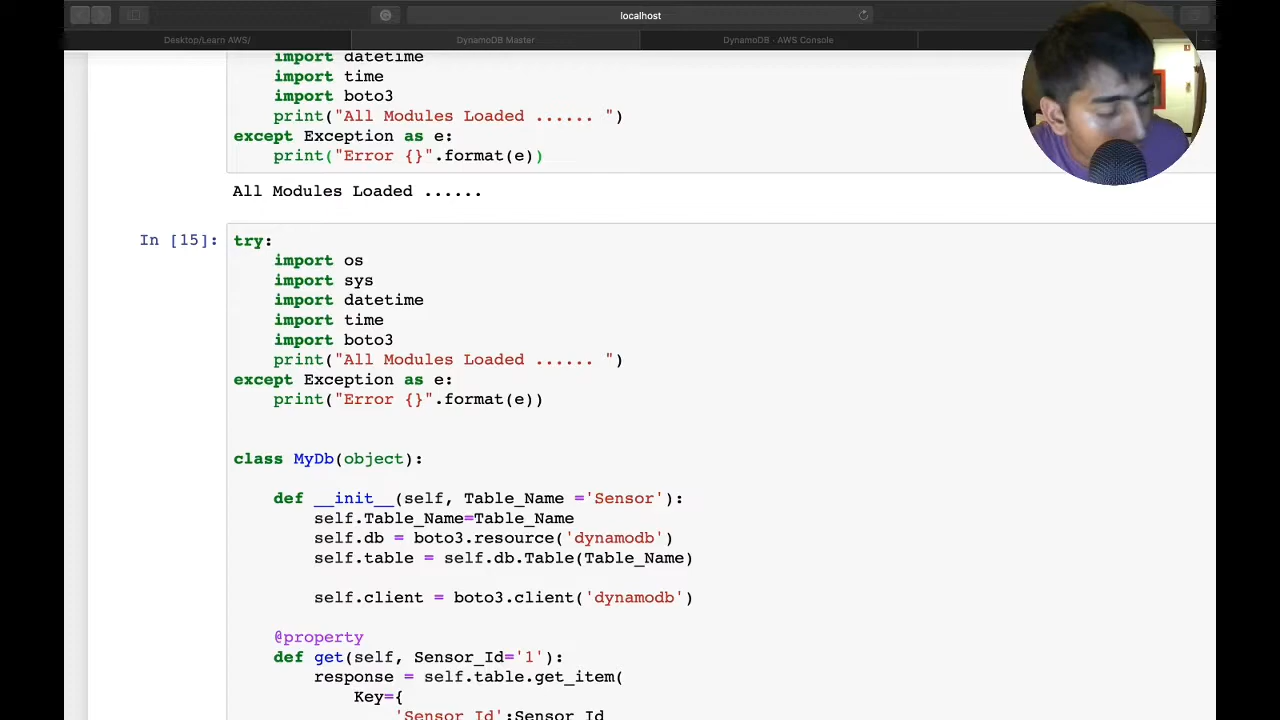 localhost
Desktop/Learn AWS/
DynamoDB Master
DynamoDB - AWS Console
import datetime
import time
import boto3
print("All Modules Loaded ...... ")
except Exception as e:
print("Error {}".format(e))
All Modules Loaded ......
In [15]:
try:
import os
import sys
import datetime
import time
import boto3
print("All Modules Loaded ...... ")
except Exception as e:
print("Error {}".format(e))
class MyDb(object):
def __init__(self, Table_Name ='Sensor'):
self.Table_Name=Table_Name
self.db = boto3.resource('dynamodb')
self.table = self.db.Table(Table_Name)
self.client = boto3.client('dynamodb')
@property
def get(self, Sensor_Id='1'):
response = self.table.get_item(
Key={
'Sensor_Id':Sensor_Id